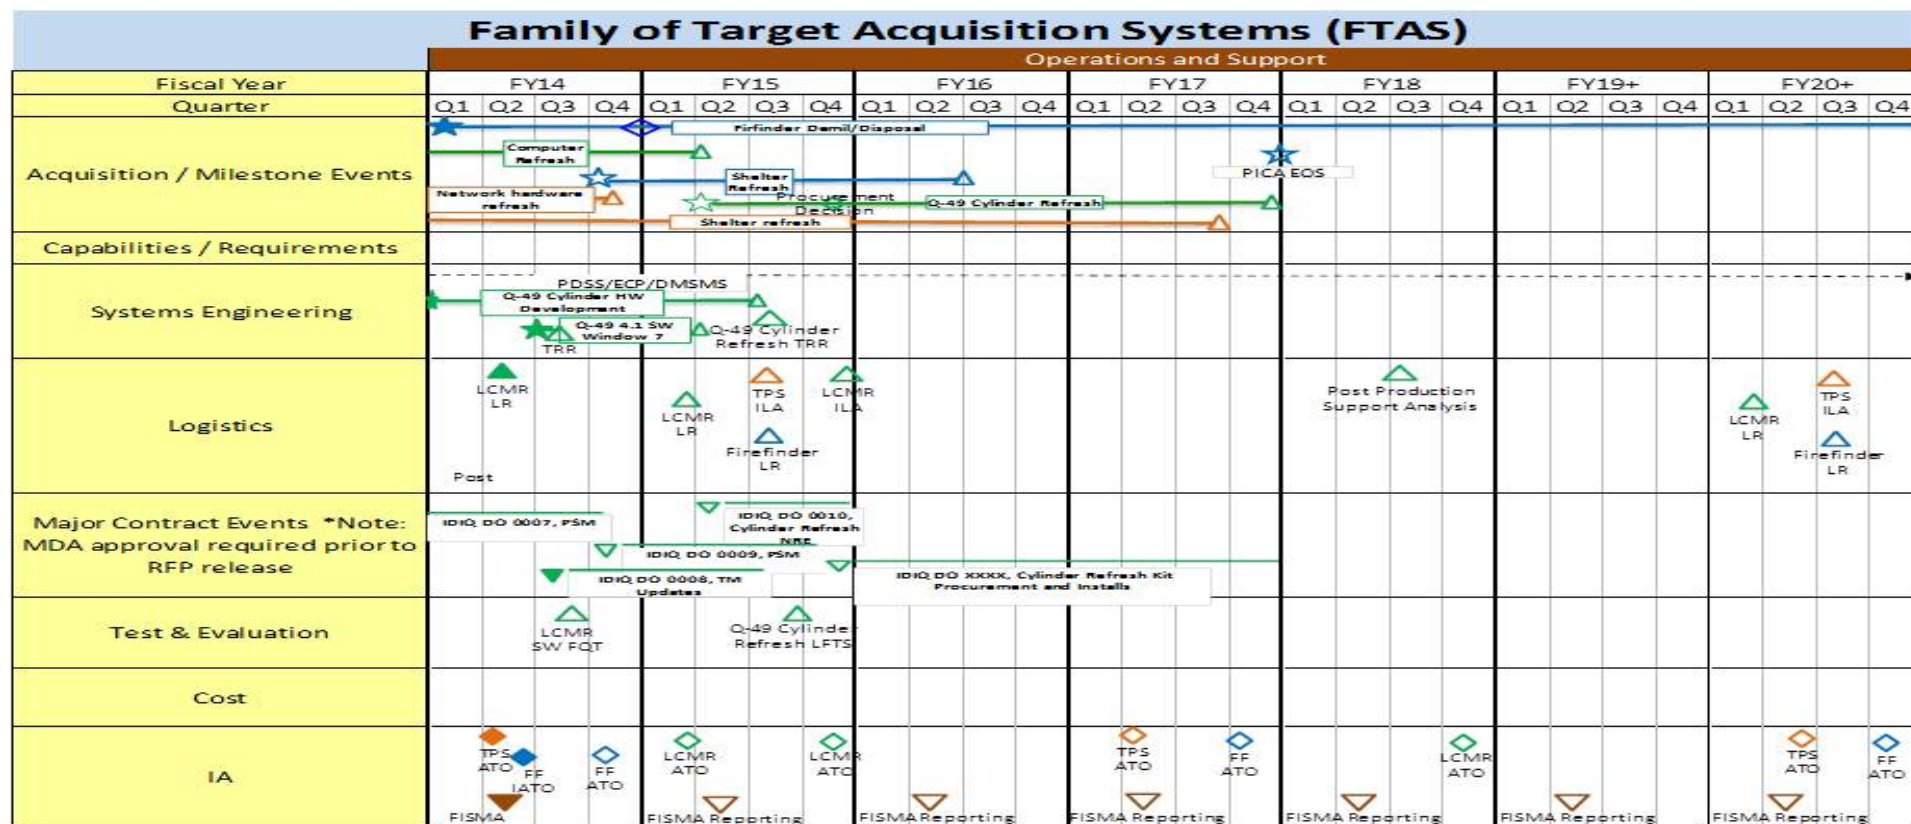 Family of Target Acquisition Systems (FTAS)
Operations and Support
Fiscal Year FY14 FY15 FY16 FY17 FY18 FY19+ FY20+
Quarter Q1 Q2 Q3 Q4 Q1 Q2 Q3 Q4 Q1 Q2 Q3 Q4 Q1 Q2 Q3 Q4 Q1 Q2 Q3 Q4 Q1 Q2 Q3 Q4 Q1 Q2 Q3 Q4
Acquisition / Milestone Events
Firfinder Demil/Disposal
Computer
Refresh
PICA EOS
Shelter
Refresh
Network hardware
refresh
Procurement
Decision
Q-49 Cylinder Refresh
Shelter refresh
Capabilities / Requirements
Systems Engineering
PDSS/ECP/DMSMS
Q-49 Cylinder HW
Development
Q-49 4.1 SW
Window 7
TRR
Q-49 Cylinder
Refresh TRR
Logistics
LCMR
LR
LCMR
LR
TPS
ILA
LCMR
ILA
Firefinder
LR
Post Production
Support Analysis
LCMR
LR
TPS
ILA
Firefinder
LR
Post
Major Contract Events *Note:
MDA approval required prior to
RFP release
IDIQ DO 0007, PSM
IDIQ DO 0010,
Cylinder Refresh
NRE
IDIQ DO 0009, PSM
IDIQ DO 0008, TM
Updates
IDIQ DO XXXX, Cylinder Refresh Kit
Procurement and Installs
Test & Evaluation
LCMR
SW FQT
Q-49 Cylinder
Refresh LFTS
Cost
IA
TPS
ATO
FF
IATO
FF
ATO
LCMR
ATO
LCMR
ATO
TPS
ATO
FF
ATO
LCMR
ATO
TPS
ATO
FF
ATO
FISMA
FISMA Reporting
FISMA Reporting
FISMA Reporting
FISMA Reporting
FISMA Reporting
FISMA Reporting